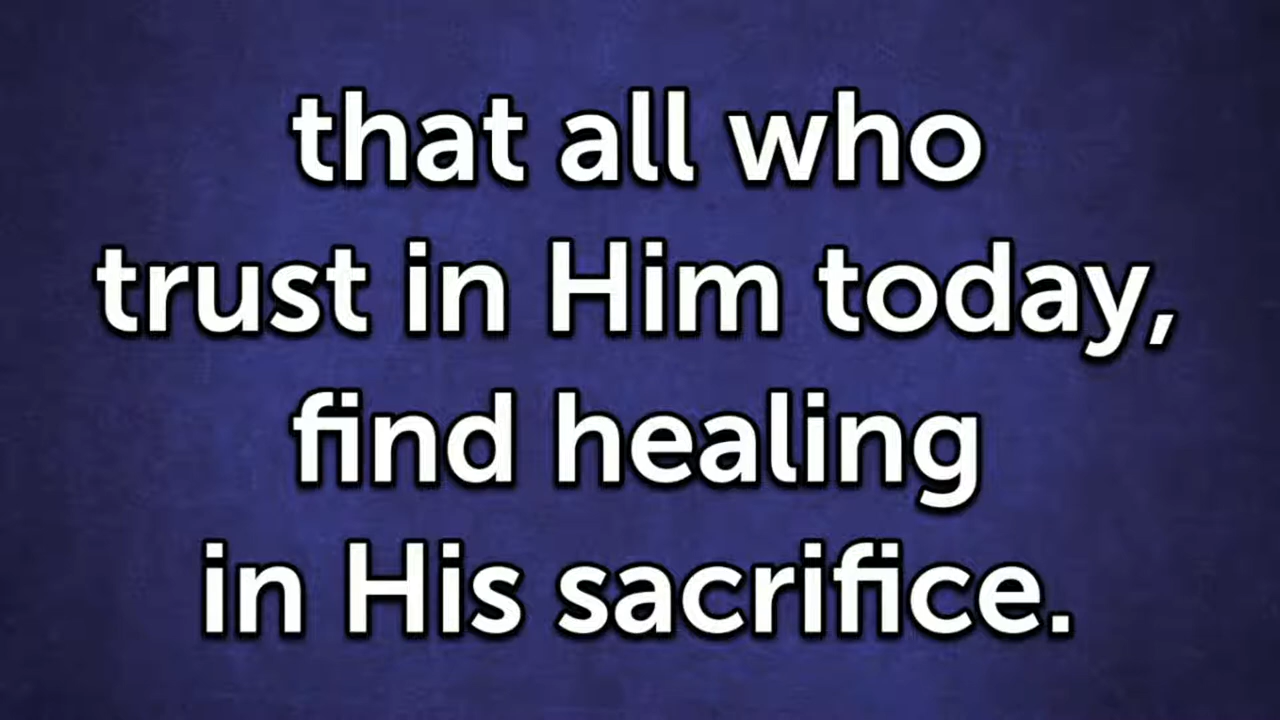 that all who
trust in Him today,
find healing
in His sacrifice.